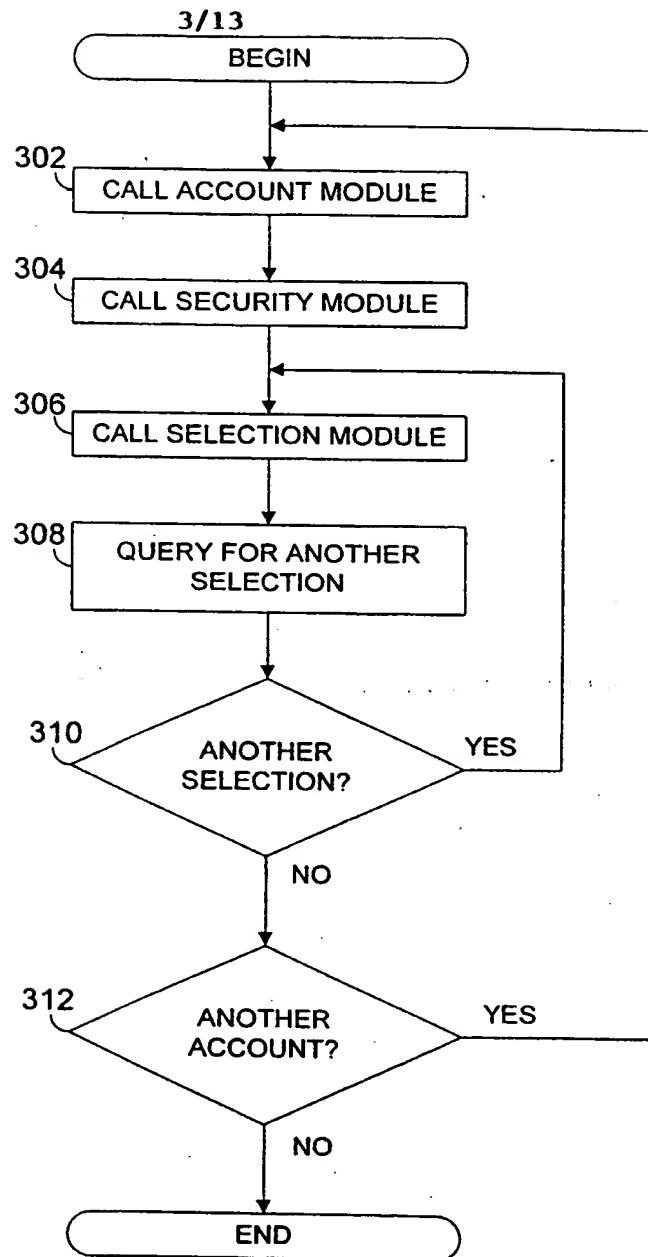 3/13
BEGIN
302
CALL ACCOUNT MODULE
304
CALL SECURITY MODULE
306
CALL SELECTION MODULE
308
QUERY FOR ANOTHER
SELECTION
310
ANOTHER
SELECTION?
YES
NO
312
ANOTHER
ACCOUNT?
YES
NO
END